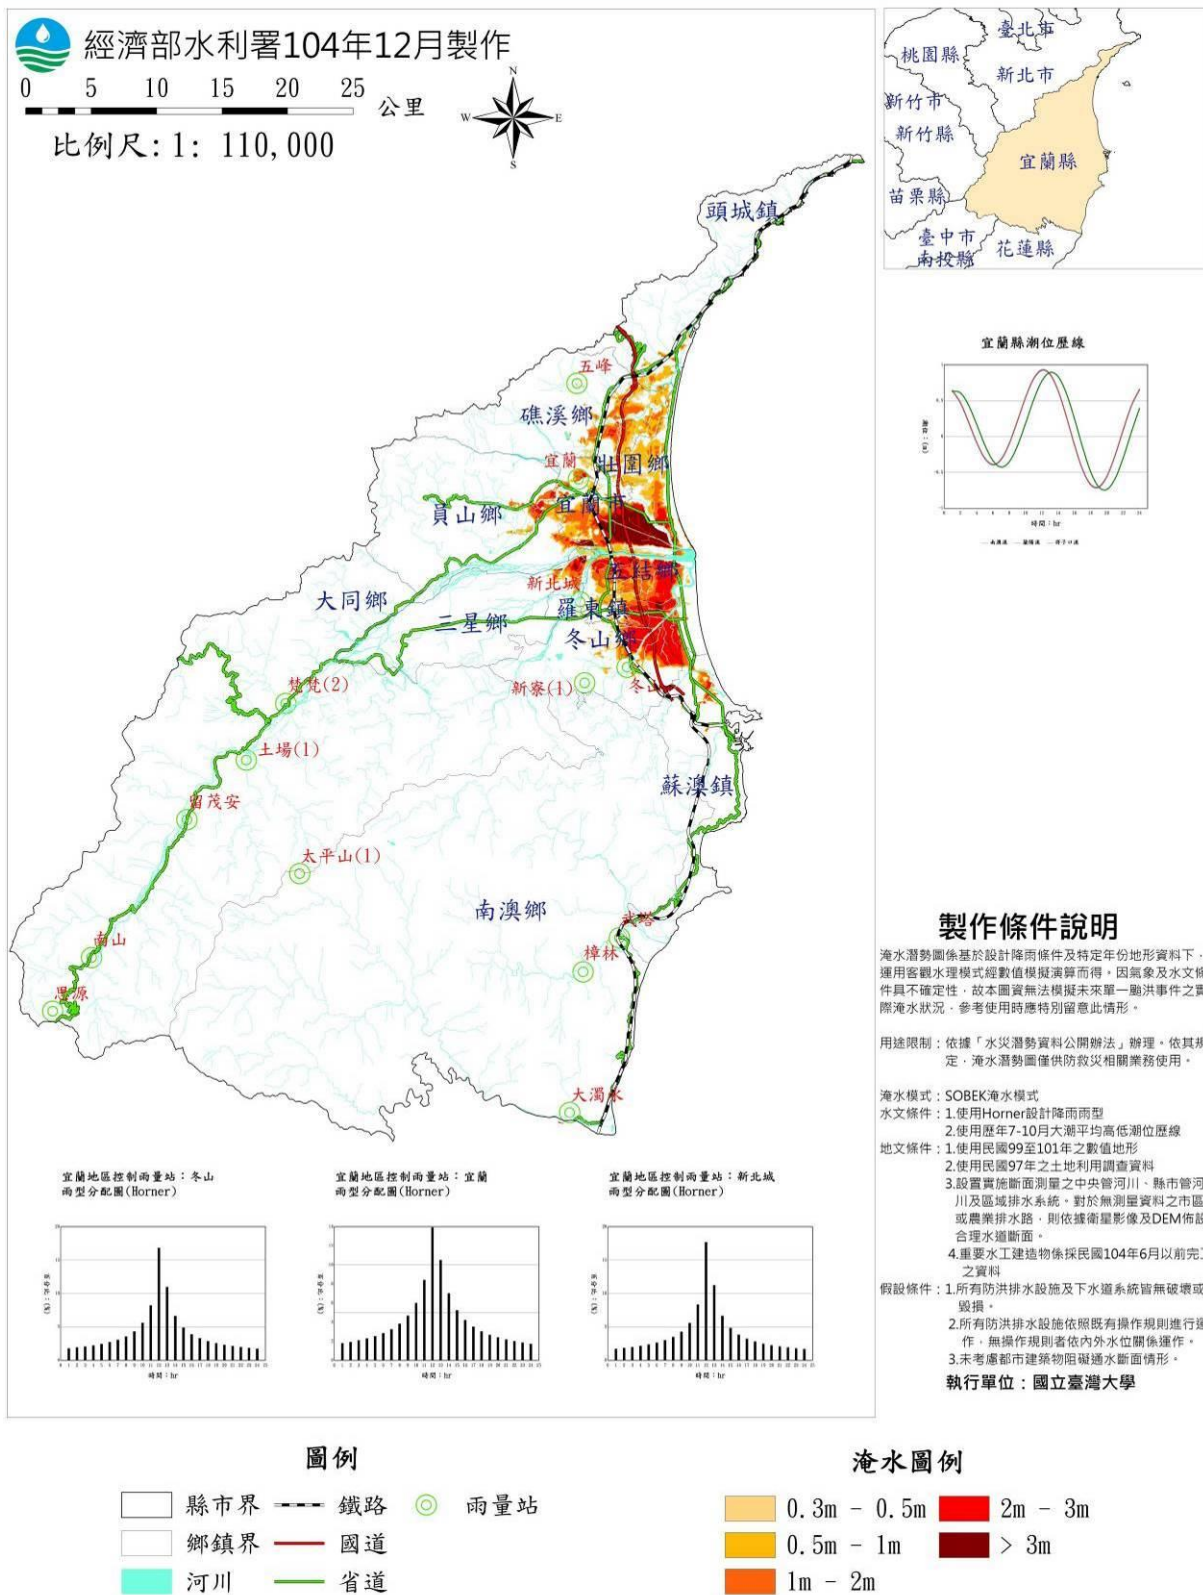 經濟部水利署104年12月製作
0 5 10 15 20 25
公里
比例尺: 1: 110,000
N
W E
S
臺北市
桃園縣
新北市
新竹市
新竹縣
宜蘭縣
苗栗縣
臺中市
南投縣
花蓮縣
頭城鎮
五峰
礁溪鄉
宜蘭
壯圍鄉
宜蘭市
員山鄉
五結鄉
新北城
大同鄉
羅東鎮
三星鄉
冬山鄉
新寮(1)
冬山
梵梵(2)
土場(1)
蘇澳鎮
留茂安
太平山(1)
南澳鄉
武塔
樟林
南山
思源
大濁水
宜蘭縣潮位歷線
時間：hr
製作條件說明
淹水潛勢圖係基於設計降雨條件及特定年份地形資料下，
運用客觀水理模式經數值模擬演算而得，因氣象及水文條
件具不確定性，故本圖資無法模擬未來單一颱洪事件之實
際淹水狀況，參考使用時應特別留意此情形。
用途限制：依據「水災潛勢資料公開辦法」辦理。依其規
定，淹水潛勢圖僅供防救災相關業務使用。
淹水模式：SOBEK淹水模式
水文條件：1.使用Horner設計降雨雨型
2.使用歷年7-10月大潮平均高低潮位歷線
地文條件：1.使用民國99至101年之數值地形
2.使用民國97年之土地利用調查資料
3.設置實施斷面測量之中央管河川、縣市管河
川及區域排水系統。對於無測量資料之市區
或農業排水路，則依據衛星影像及DEM佈設
合理水道斷面。
4.重要水工建造物係採民國104年6月以前完工
之資料
假設條件：1.所有防洪排水設施及下水道系統皆無破壞或
毀損。
2.所有防洪排水設施依照既有操作規則進行運
作，無操作規則者依內外水位關係運作。
3.未考慮都市建築物阻礙通水斷面情形。
執行單位：國立臺灣大學
宜蘭地區控制雨量站：冬山
雨型分配圖(Horner)
時間：hr
宜蘭地區控制雨量站：宜蘭
雨型分配圖(Horner)
時間：hr
宜蘭地區控制雨量站：新北城
雨型分配圖(Horner)
時間：hr
圖例
縣市界 鐵路 雨量站
鄉鎮界 國道
河川 省道
淹水圖例
0.3m - 0.5m 2m - 3m
0.5m - 1m > 3m
1m - 2m